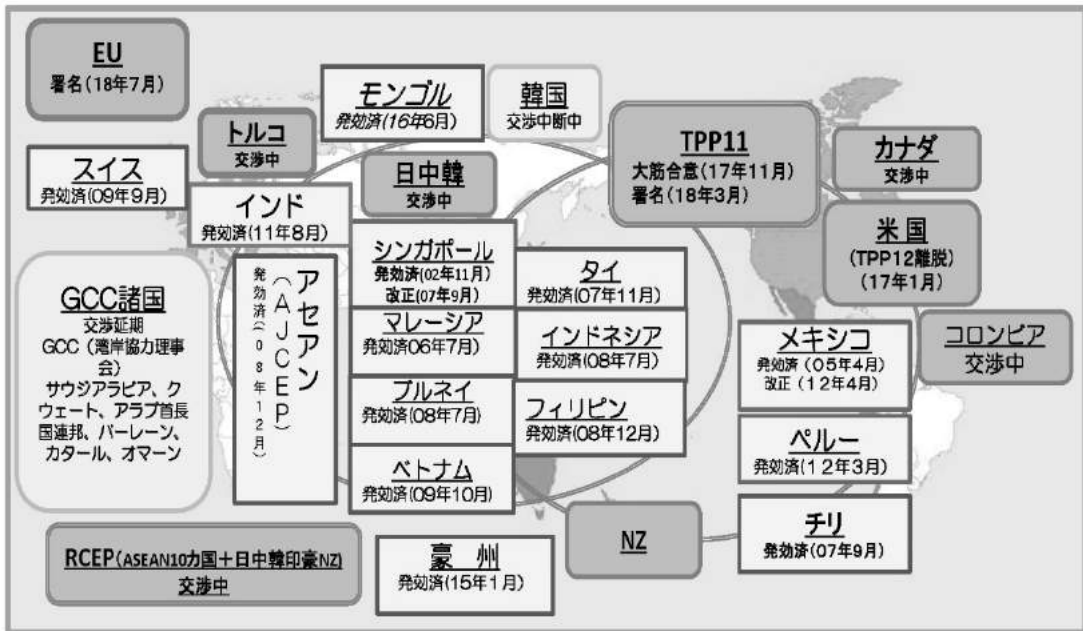 EU
署名(18年7月)
モンゴル
発効済(16年6月)
韓国
交渉中断中
トルコ
交渉中
TPP11
大筋合意(17年11月)
署名(18年3月)
カナダ
交渉中
スイス
発効済(09年9月)
日中韓
交渉中
インド
発効済(11年8月)
米国
(TPP12離脱)
(17年1月)
シンガポール
発効済(02年11月)
改正(07年9月)
タイ
発効済(07年11月)
GCC諸国
交渉延期
GCC(湾岸協力理事
会)
サウジアラビア、ク
ウェート、アラブ首長
国連邦、バーレーン、
カタール、オマーン
アセアン
(AJCEP)
発効済(08年12月)
マレーシア
発効済06年7月)
インドネシア
発効済(08年7月)
メキシコ
発効済(05年4月)
改正(12年4月)
コロンビア
交渉中
ブルネイ
発効済(08年7月)
フィリピン
発効済(08年12月)
ペルー
発効済(12年3月)
ベトナム
発効済(09年10月)
チリ
発効済(07年9月)
NZ
RCEP(ASEAN10カ国+日中韓印豪NZ)
交渉中
豪州
発効済(15年1月)